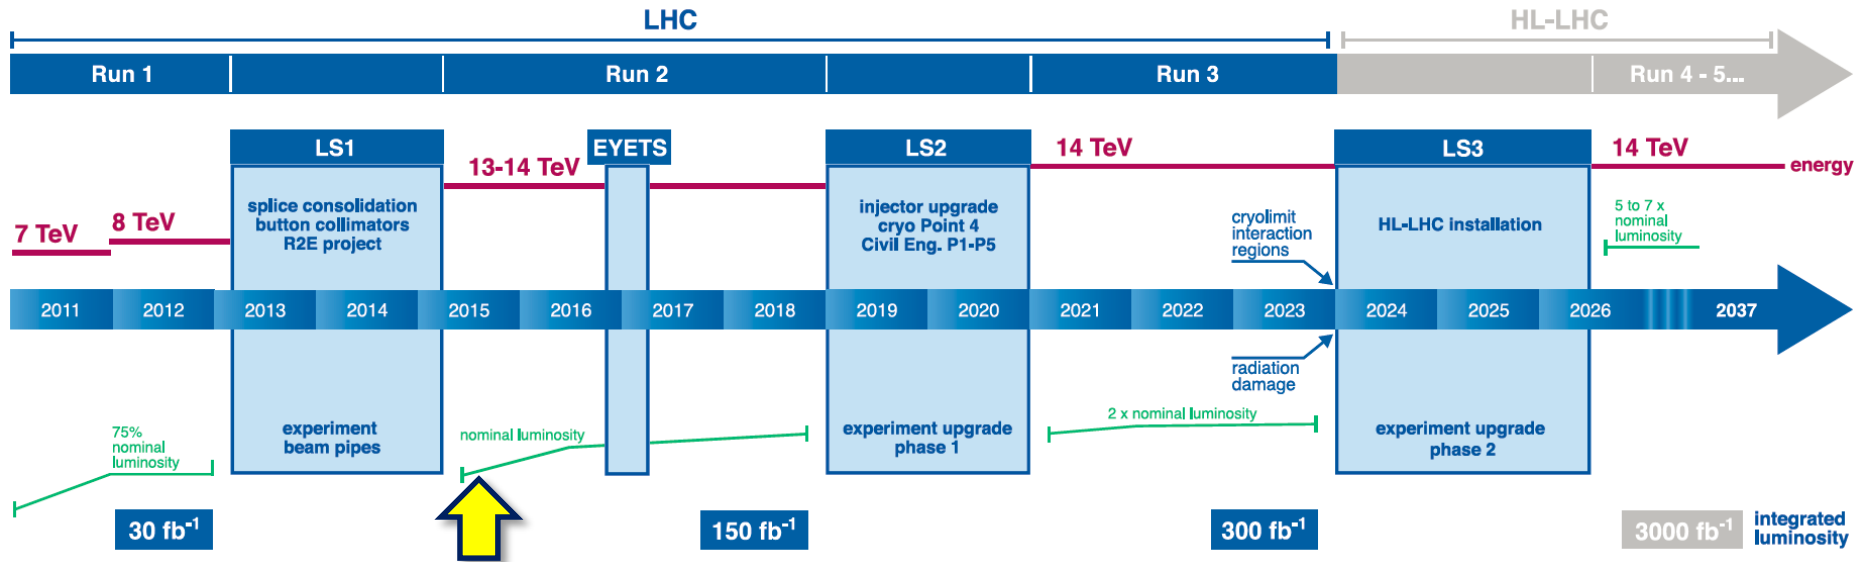 LHC
HL-LHC
Run 1
Run 2
Run 3
Run 4 - 5...
LS1
EYETS
LS2
LS3
7 TeV
8 TeV
13-14 TeV
14 TeV
14 TeV
energy
splice consolidation
button collimators
R2E project
injector upgrade
cryo Point 4
Civil Eng. P1-P5
cryolimit
interaction
regions
HL-LHC installation
5 to 7 x
nominal
luminosity
2011
2012
2013
2014
2015
2016
2017
2018
2019
2020
2021
2022
2023
2024
2025
2026
2037
radiation
damage
75%
nominal
luminosity
experiment
beam pipes
nominal luminosity
experiment upgrade
phase 1
2 x nominal luminosity
experiment upgrade
phase 2
30 fb⁻¹
150 fb⁻¹
300 fb⁻¹
3000 fb⁻¹
integrated
luminosity